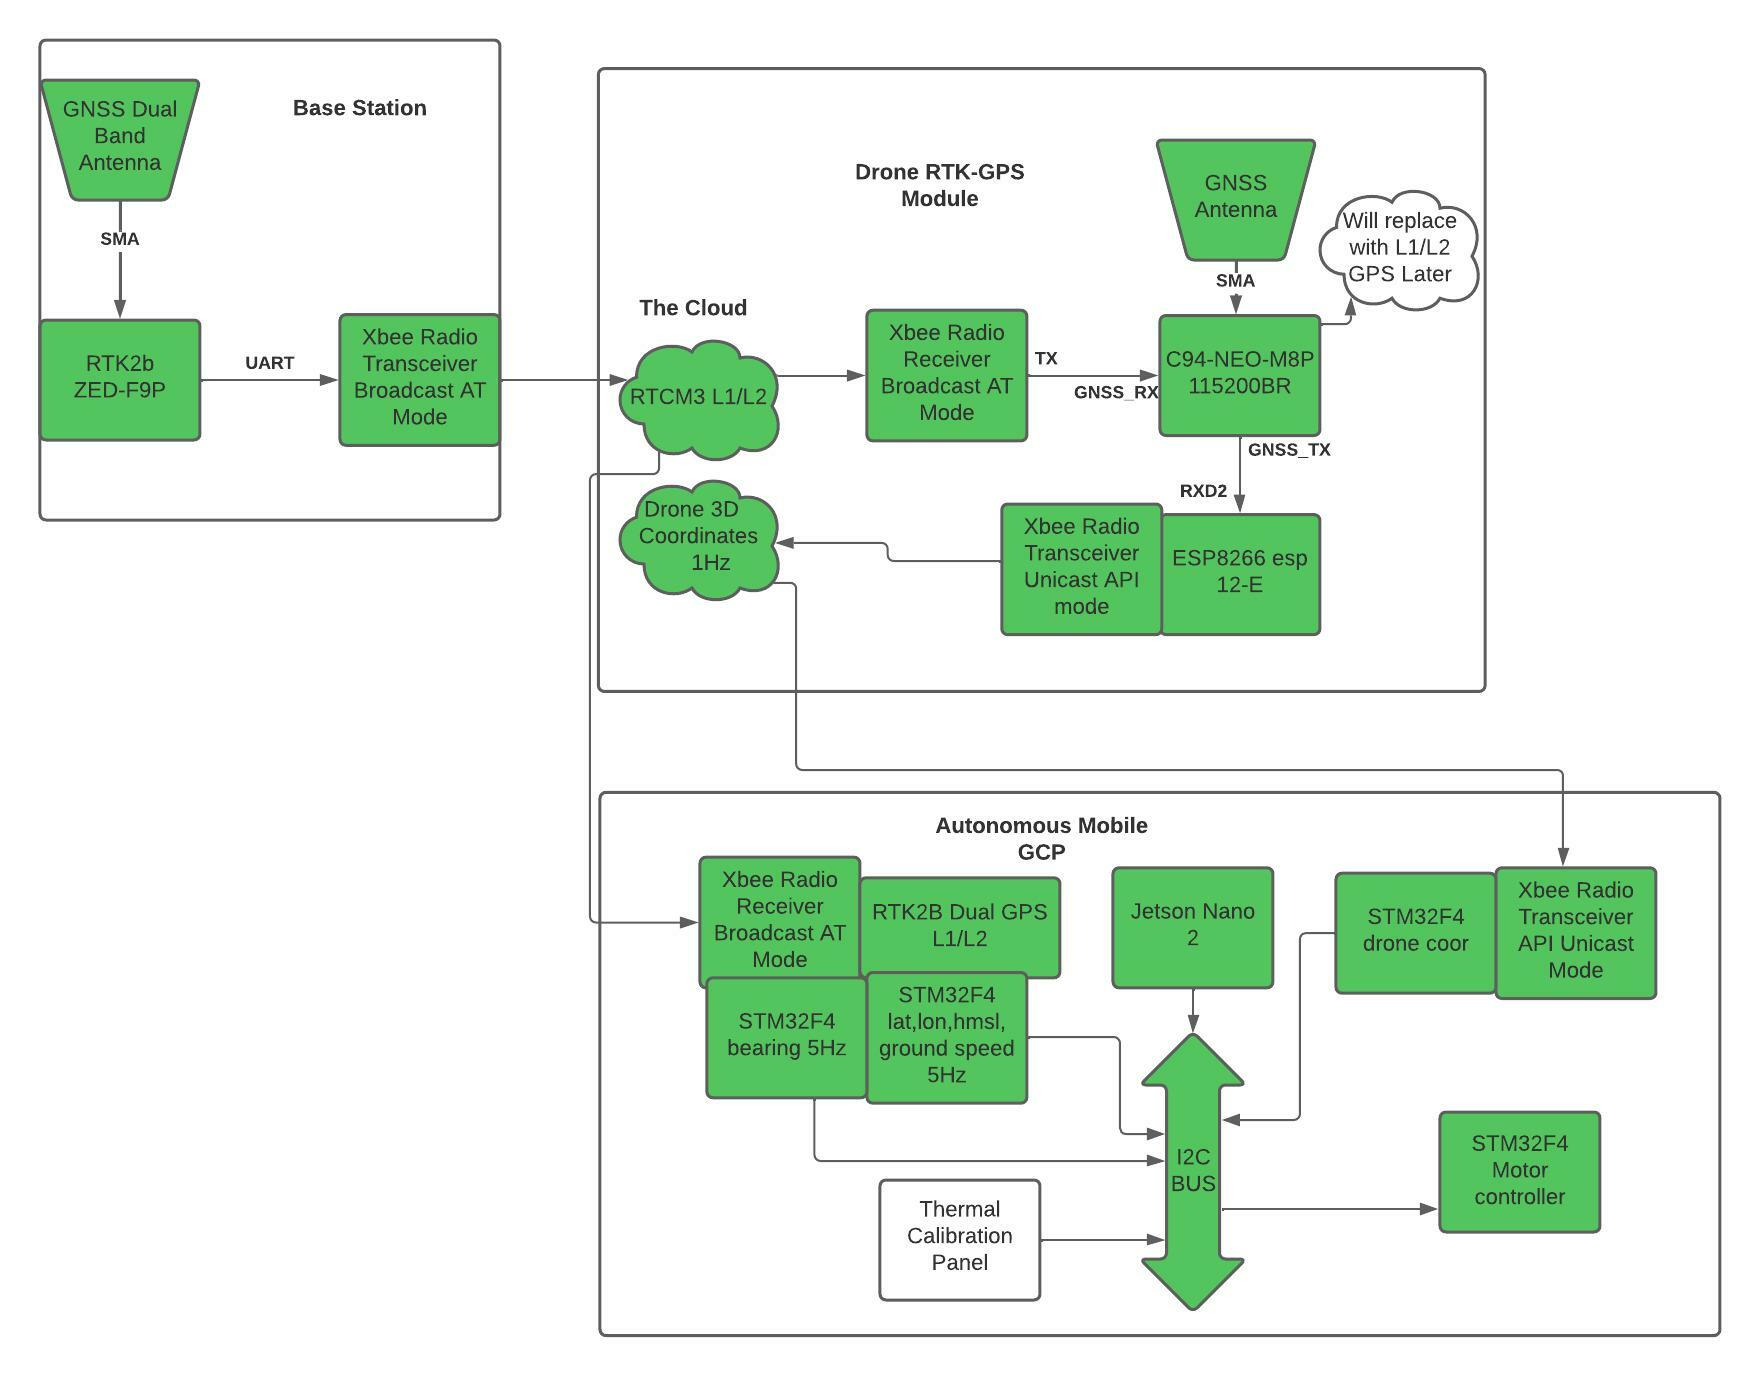 GNSS Dual
Band
Antenna
Base Station
SMA
RTK2b
ZED-F9P
UART
Xbee Radio
Transceiver
Broadcast AT
Mode
Drone RTK-GPS
Module
GNSS
Antenna
Will replace
with L1/L2
GPS Later
SMA
The Cloud
RTCM3 L1/L2
Xbee Radio
Receiver
Broadcast AT
Mode
TX
GNSS_RX
C94-NEO-M8P
115200BR
GNSS_TX
RXD2
Drone 3D
Coordinates
1Hz
Xbee Radio
Transceiver
Unicast API
mode
ESP8266 esp
12-E
Autonomous Mobile
GCP
Xbee Radio
Receiver
Broadcast AT
Mode
RTK2B Dual GPS
L1/L2
STM32F4
bearing 5Hz
STM32F4
lat,lon,hmsl,
ground speed
5Hz
Jetson Nano
2
STM32F4
drone coor
Xbee Radio
Transceiver
API Unicast
Mode
I2C
BUS
STM32F4
Motor
controller
Thermal
Calibration
Panel